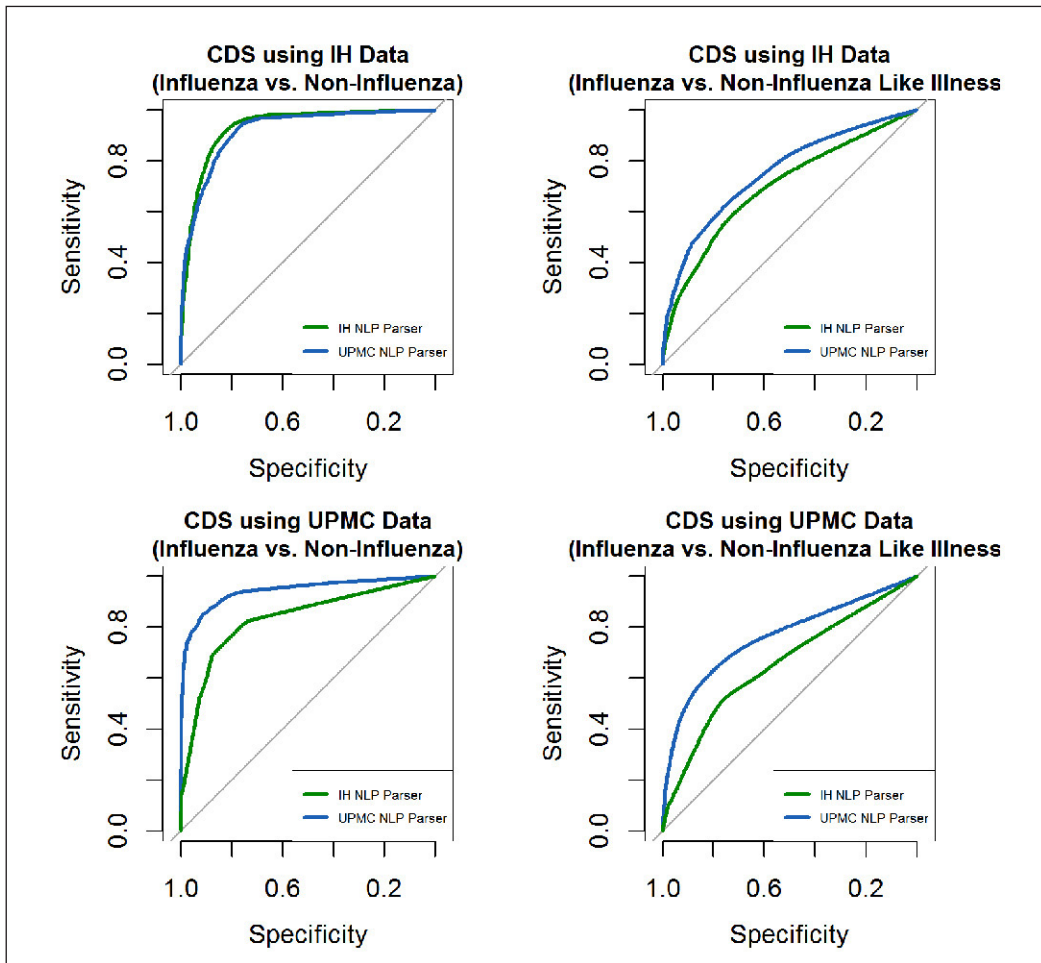 CDS using IH Data
(Influenza vs. Non-Influenza)
Sensitivity
0.0
0.4
0.8
IH NLP Parser
UPMC NLP Parser
1.0
0.6
0.2
Specificity
CDS using IH Data
(Influenza vs. Non-Influenza Like Illness
Sensitivity
0.0
0.4
0.8
IH NLP Parser
UPMC NLP Parser
1.0
0.6
0.2
Specificity
CDS using UPMC Data
(Influenza vs. Non-Influenza)
Sensitivity
0.0
0.4
0.8
IH NLP Parser
UPMC NLP Parser
1.0
0.6
0.2
Specificity
CDS using UPMC Data
(Influenza vs. Non-Influenza Like Illness
Sensitivity
0.0
0.4
0.8
IH NLP Parser
UPMC NLP Parser
1.0
0.6
0.2
Specificity